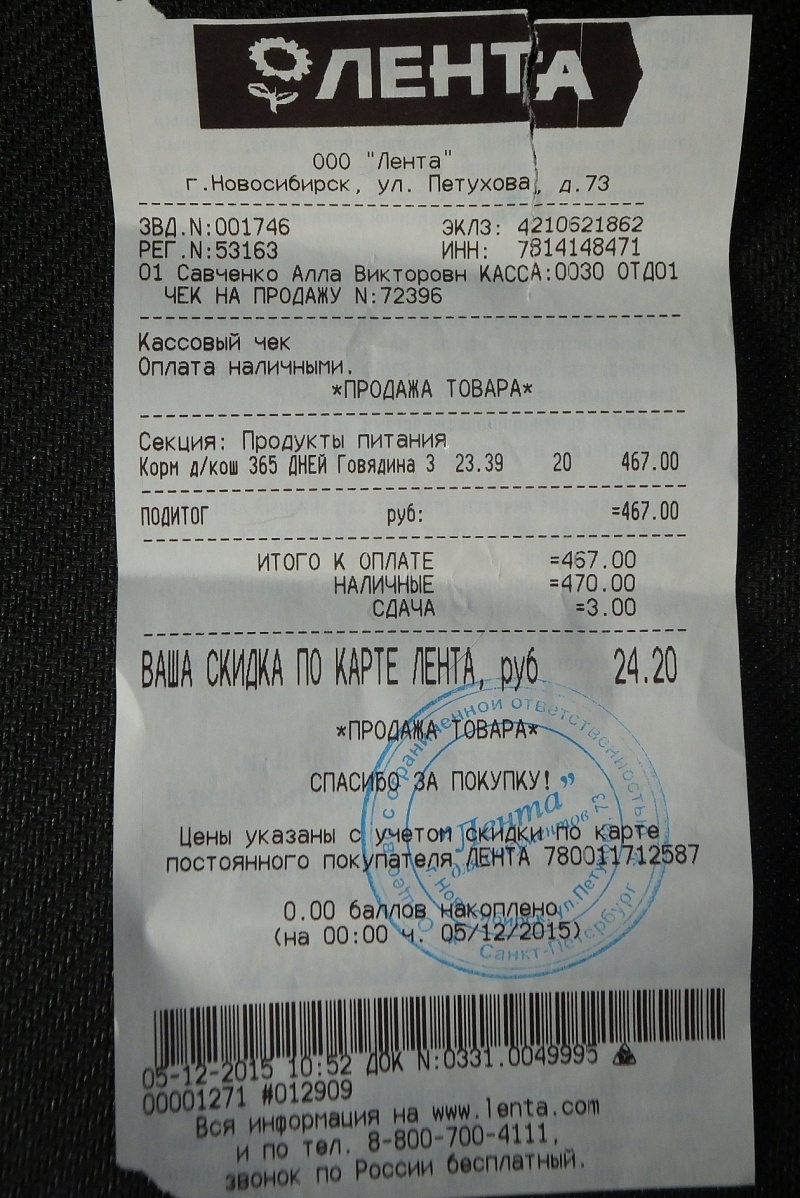 ЛЕНТА
ООО "Лента"
г.Новосибирск, ул. Петухова, д.73
ЗВД.N:001746 ЭКЛЗ: 4210621862
РЕГ.N:53163 ИНН: 7814148471
01 Савченко Алла Викторовн КАССА:0030 ОТД01
ЧЕК НА ПРОДАЖУ N:72396
Кассовый чек
Оплата наличными.
*ПРОДАЖА ТОВАРА*
Секция: Продукты питания
Корм д/кош 365 ДНЕЙ Говядина 3 23.39 20 467.00
ПОДИТОГ руб: =467.00
ИТОГО К ОПЛАТЕ =467.00
НАЛИЧНЫЕ =470.00
СДАЧА =3.00
ВАША СКИДКА ПО КАРТЕ ЛЕНТА, руб 24.20
*ПРОДАЖА ТОВАРА*
СПАСИБО ЗА ПОКУПКУ!
Цены указаны с учетом скидки по карте
постоянного покупателя ЛЕНТА 780011712587
0.00 баллов накоплено
(на 00:00 ч. 05/12/2015)
с ограниченной ответственностью
"Лента"
Санкт-Петербург
05-12-2015 10:52 ДОК N:0331.0049995
00001271 #012909
Вся информация на www.lenta.com
и по тел. 8-800-700-4111,
звонок по России бесплатный.